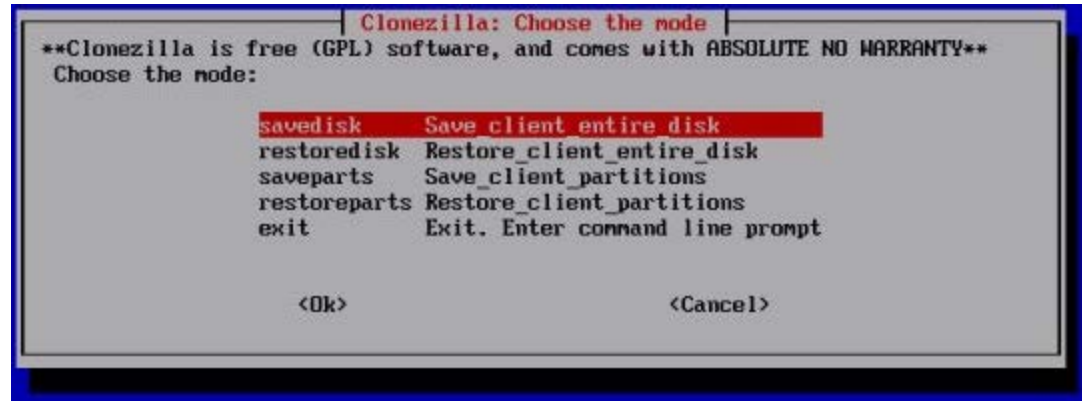 Clonezilla: Choose the mode
**Clonezilla is free (GPL) software, and comes with ABSOLUTE NO WARRANTY**
Choose the mode:
savedisk Save_client_entire_disk
restoredisk Restore_client_entire_disk
saveparts Save_client_partitions
restoreparts Restore_client_partitions
exit Exit. Enter command line prompt
<Ok> <Cancel>